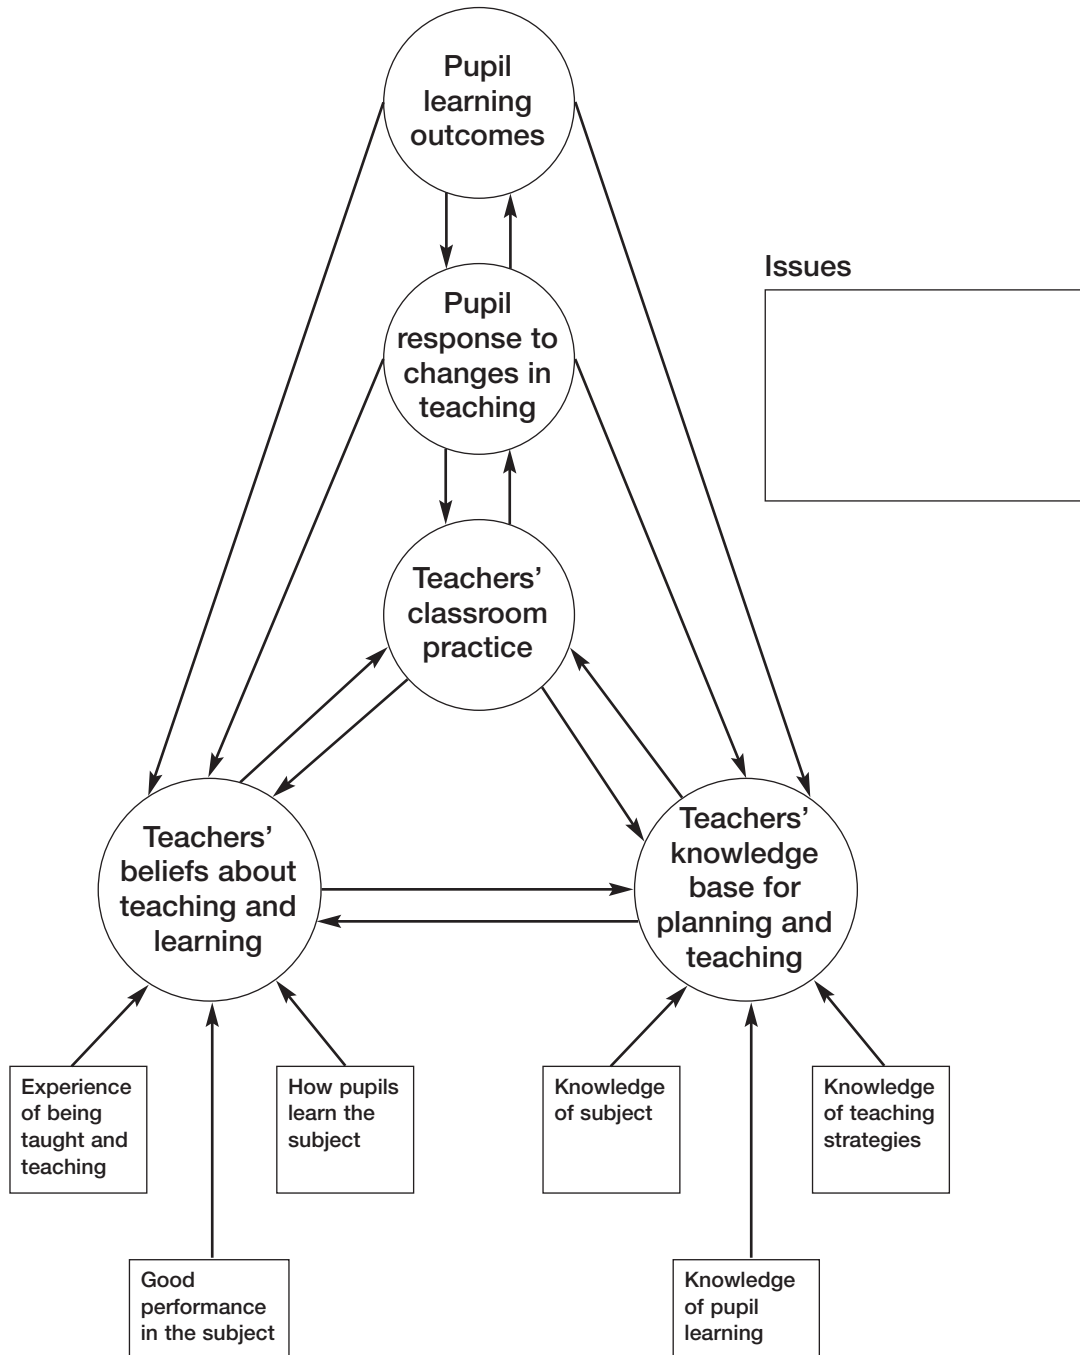 Pupil
learning
outcomes
Issues
Pupil
response to
changes in
teaching
Teachers’
classroom
practice
Teachers’
beliefs about
teaching and
learning
Teachers’
knowledge
base for
planning and
teaching
Experience
of being
taught and
teaching
How pupils
learn the
subject
Knowledge
of subject
Knowledge
of teaching
strategies
Good
performance
in the subject
Knowledge
of pupil
learning